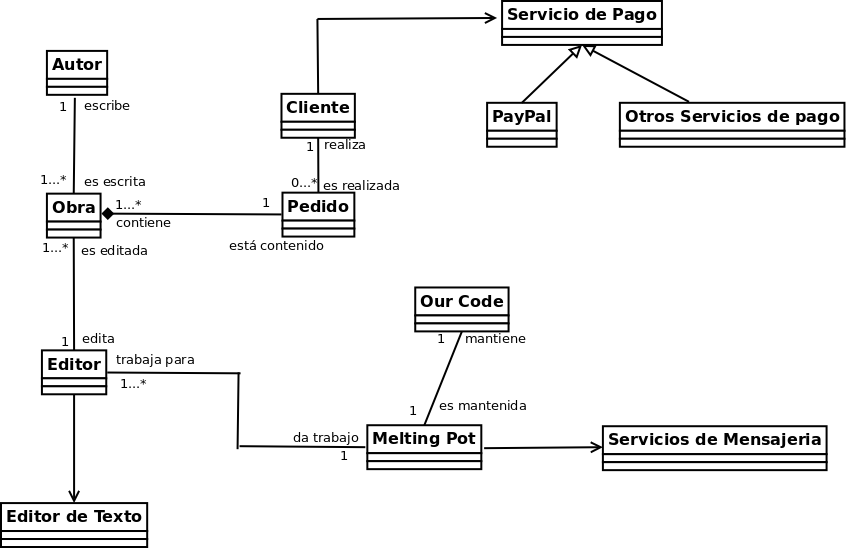 Servicio de Pago
Autor
Cliente
1 escribe
PayPal
Otros Servicios de pago
1 realiza
1...* es escrita
0...* es realizada
Obra
1...*
1
Pedido
contiene
1...* es editada
está contenido
Our Code
1 edita
1 mantiene
Editor
trabaja para
1...*
1 es mantenida
da trabajo
1
Melting Pot
Servicios de Mensajeria
Editor de Texto